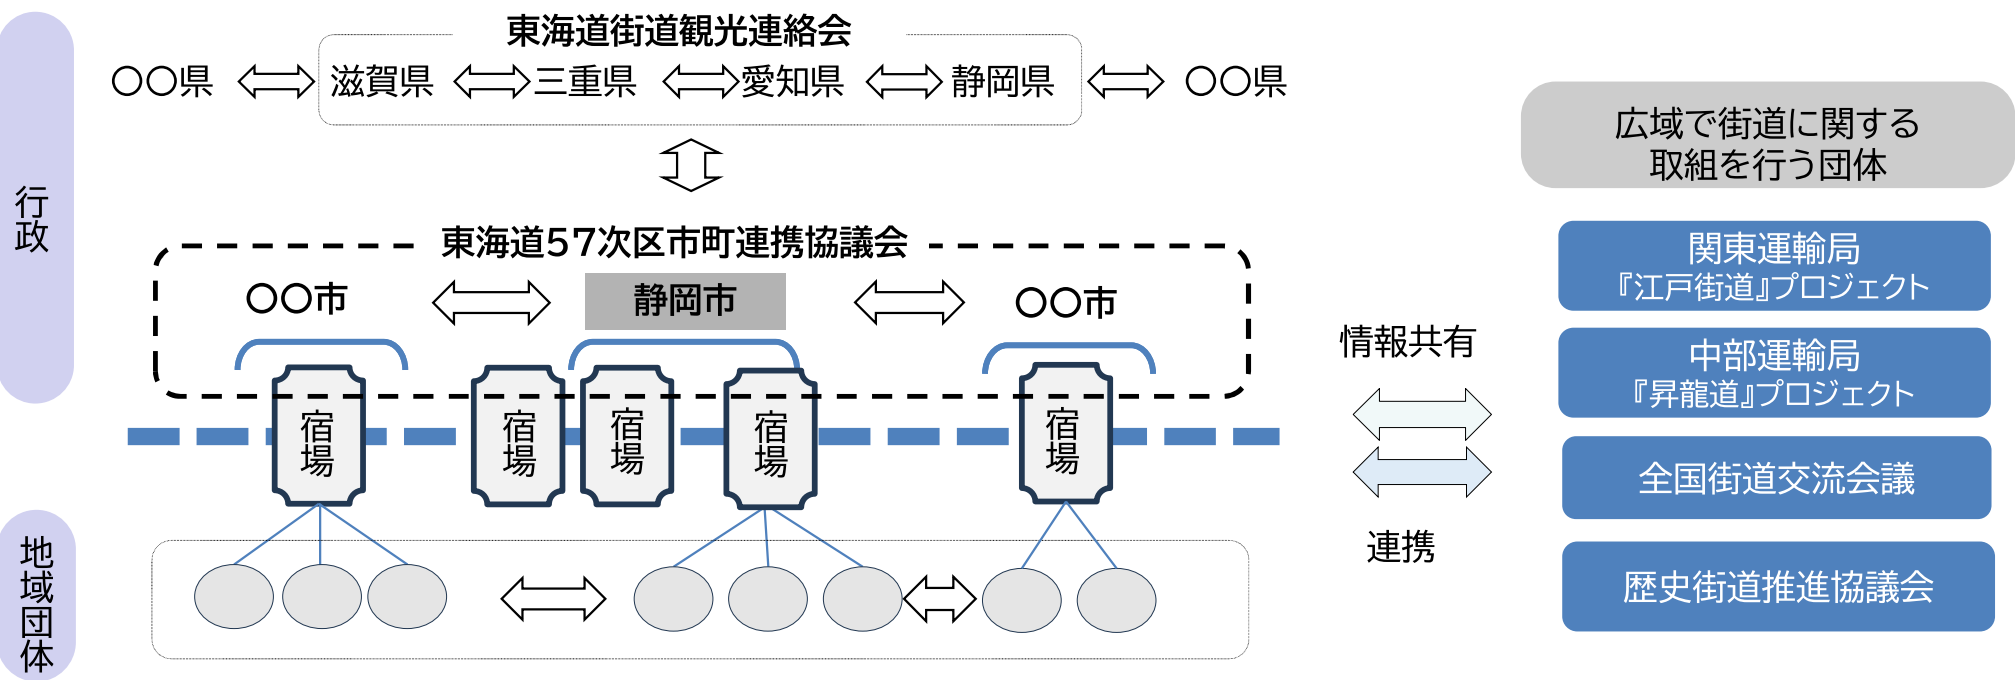 行政
東海道街道観光連絡会
〇〇県
滋賀県
三重県
愛知県
静岡県
〇〇県
東海道57次区市町連携協議会
〇〇市
静岡市
〇〇市
宿場
宿場
宿場
宿場
宿場
地域団体
情報共有
連携
広域で街道に関する
取組を行う団体
関東運輸局
『江戸街道』プロジェクト
中部運輸局
『昇龍道』プロジェクト
全国街道交流会議
歴史街道推進協議会